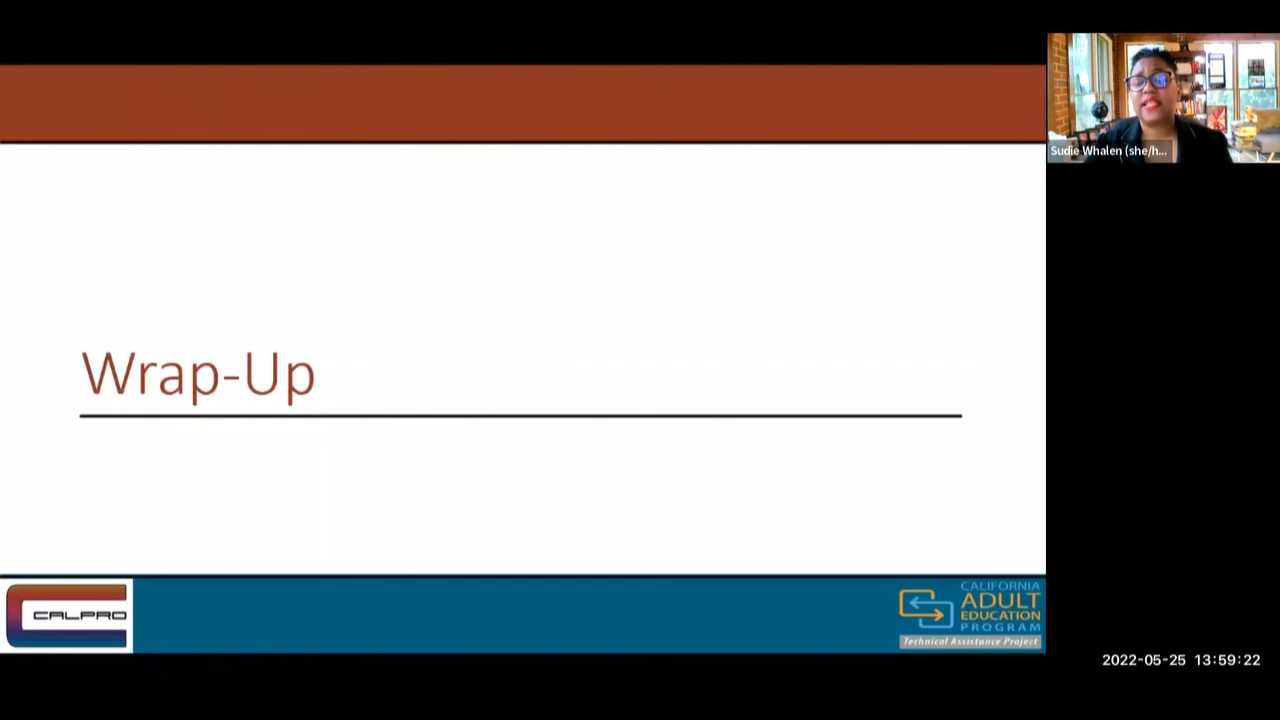 Sudie Whalen (she/h...
Wrap-Up
CALPRO
CALIFORNIA
ADULT
EDUCATION
PROGRAM
Technical Assistance Project
2022-05-25 13:59:22